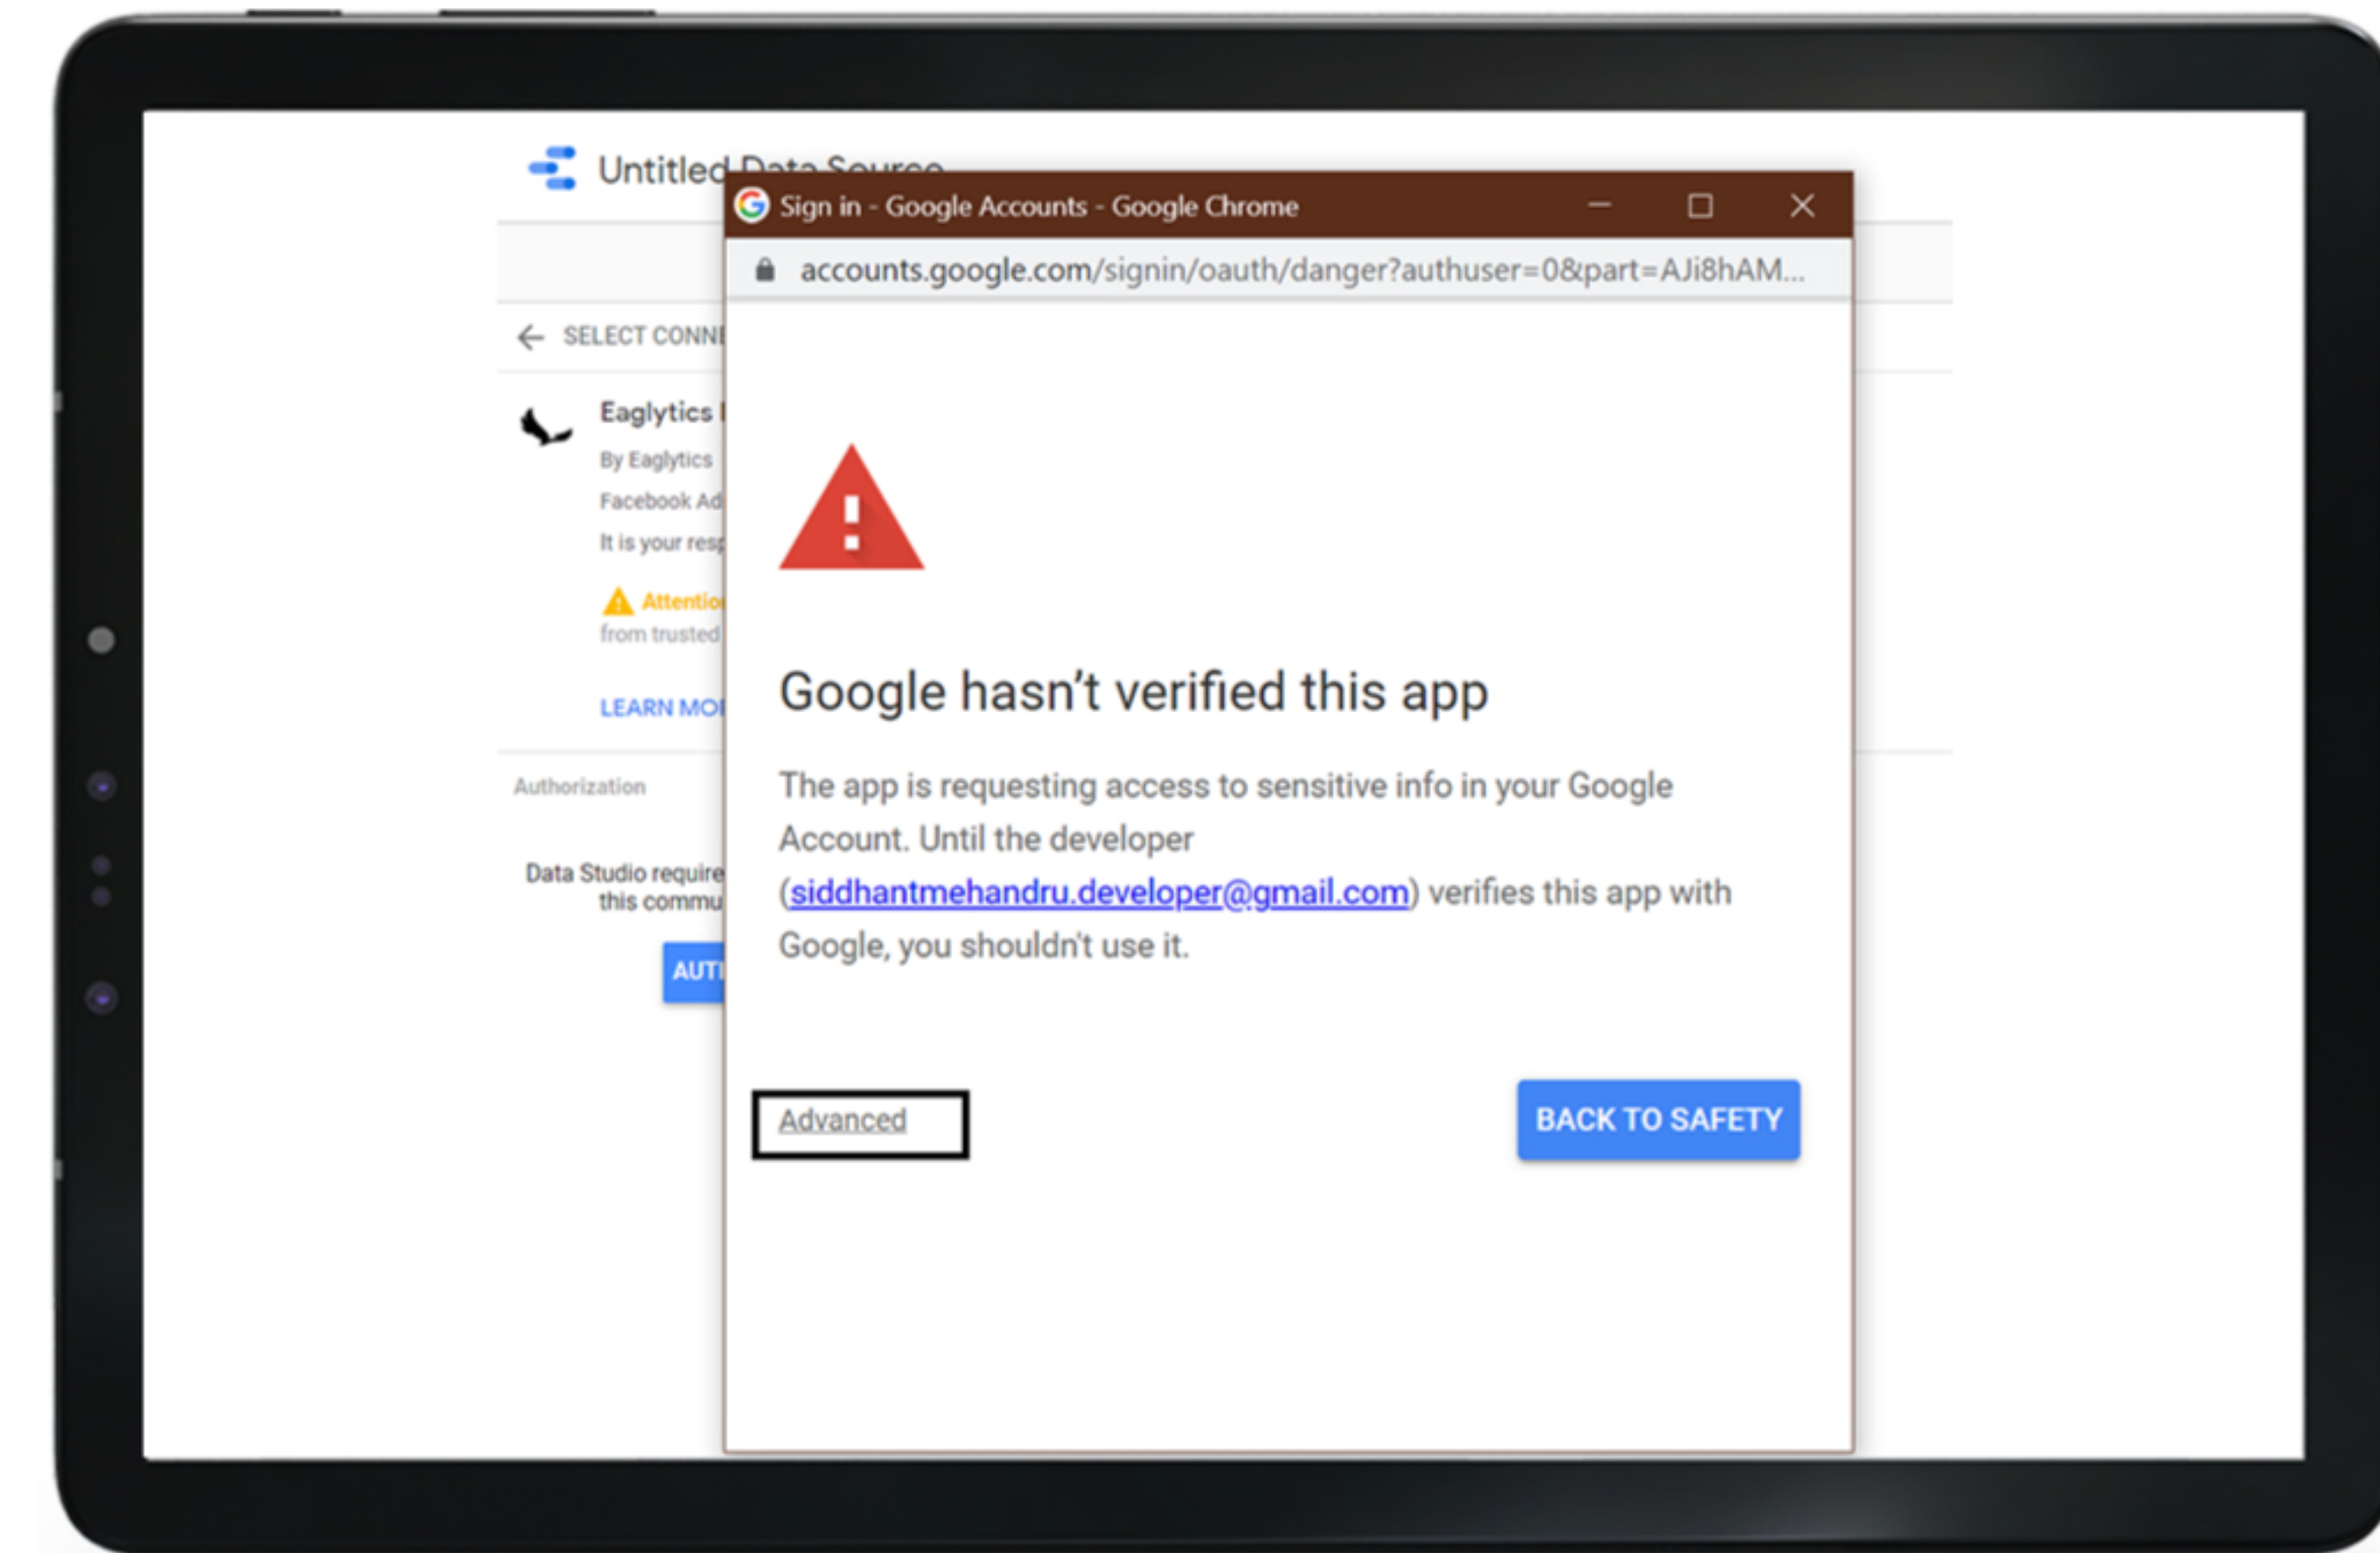 Untitled Data Source
Sign in - Google Accounts - Google Chrome
accounts.google.com/signin/oauth/danger?authuser=0&part=AJi8hAM...
SELECT CONNE
Eaglytics
By Eaglytics
Facebook Ad
It is your resp
Attentio
from trusted
LEARN MOR
Authorization
Data Studio require
this commu
AUTH
Google hasn't verified this app
The app is requesting access to sensitive info in your Google
Account. Until the developer
(siddhantmehandru.developer@gmail.com) verifies this app with
Google, you shouldn't use it.
Advanced
BACK TO SAFETY